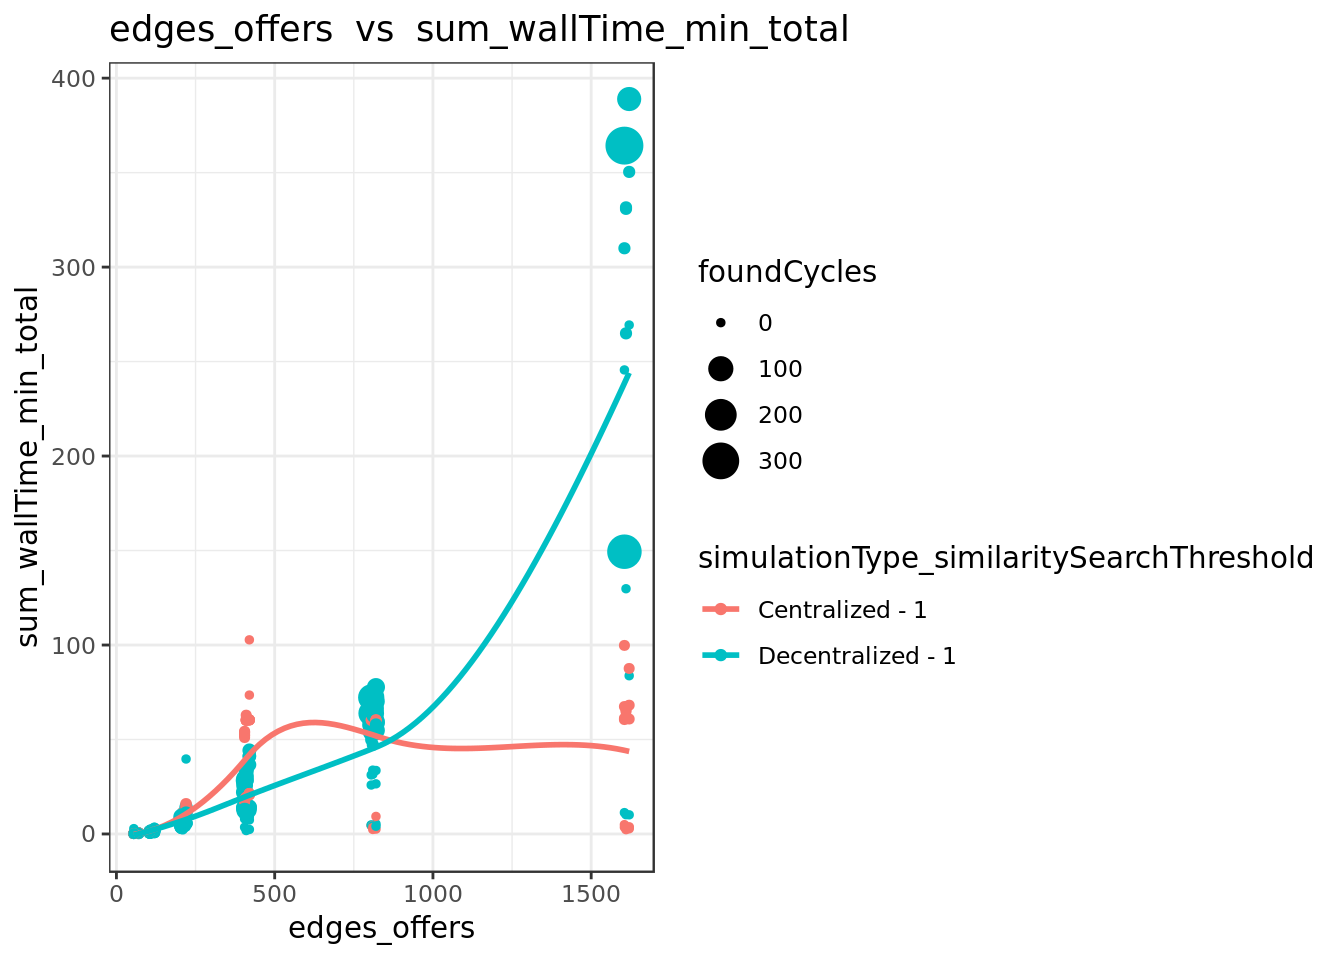 edges_offers  vs  sum_wallTime_min_total
sum_wallTime_min_total
400
300
200
100
0
0
500
1000
1500
edges_offers
foundCycles
0
100
200
300
simulationType_similaritySearchThreshold
Centralized - 1
Decentralized - 1